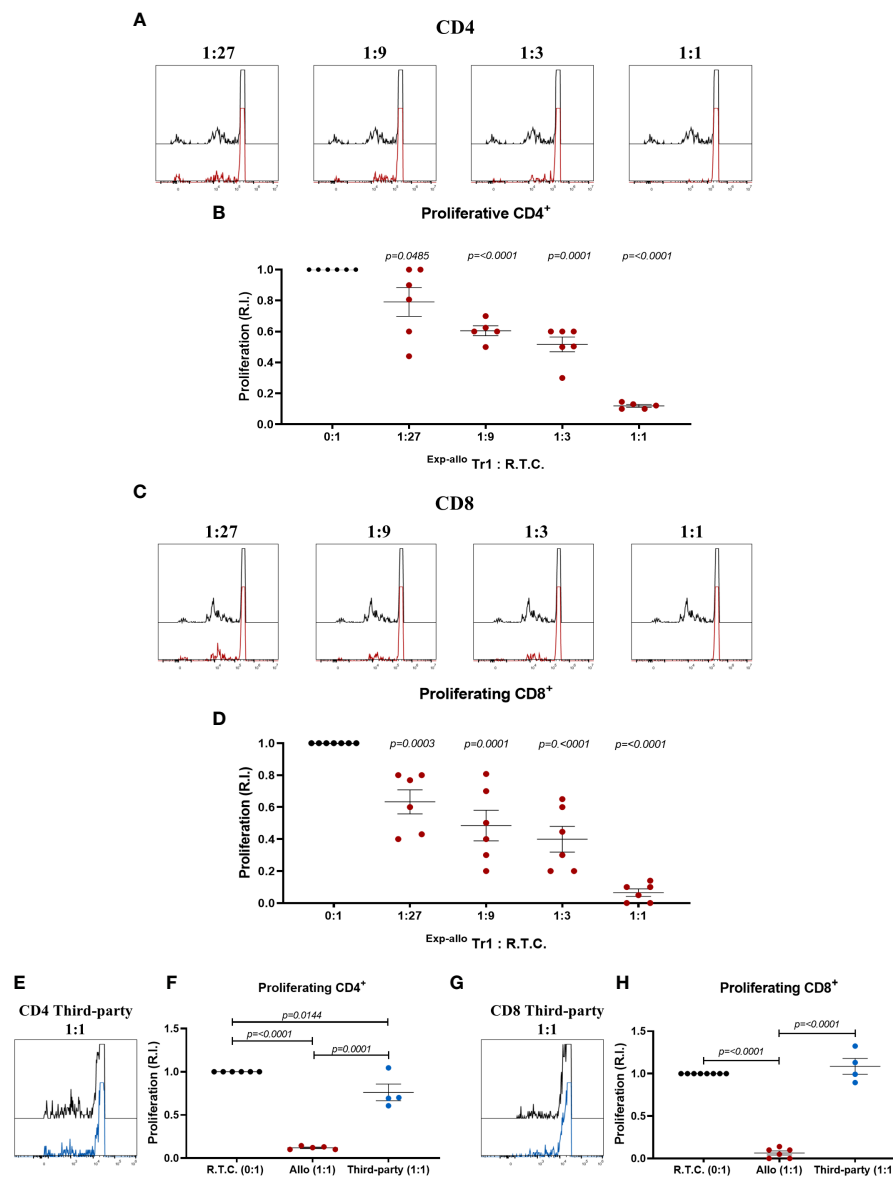 A
CD4
1:27 1:9 1:3 1:1
B
Proliferative CD4+
p=0.0485 p=<0.0001 p=0.0001 p=<0.0001
Proliferation (R.I.)
1.0
0.8
0.6
0.4
0.2
0.0
0:1 1:27 1:9 1:3 1:1
Exp-allo Tr1 : R.T.C.
C
CD8
1:27 1:9 1:3 1:1
Proliferating CD8+
D
p=0.0003 p=0.0001 p=0.<0001 p=<0.0001
Proliferation (R.I.)
1.0
0.8
0.6
0.4
0.2
0.0
0:1 1:27 1:9 1:3 1:1
Exp-allo Tr1 : R.T.C.
E
CD4 Third-party
1:1
F
Proliferating CD4+
p=0.0144
p=<0.0001
p=0.0001
Proliferation (R.I.)
1.5
1.0
0.5
0.0
R.T.C. (0:1) Allo (1:1) Third-party (1:1)
G
CD8 Third-party
1:1
H
Proliferating CD8+
p=<0.0001
p=<0.0001
Proliferation (R.I.)
1.5
1.0
0.5
0.0
R.T.C. (0:1) Allo (1:1) Third-party (1:1)